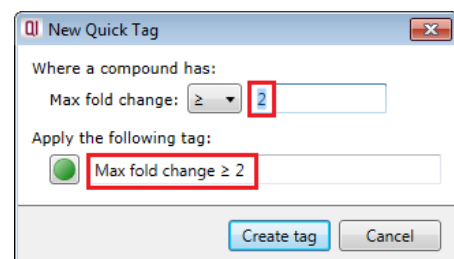 QI New Quick Tag
Where a compound has:
Max fold change: ≥ 2
Apply the following tag:
Max fold change ≥ 2
Create tag Cancel